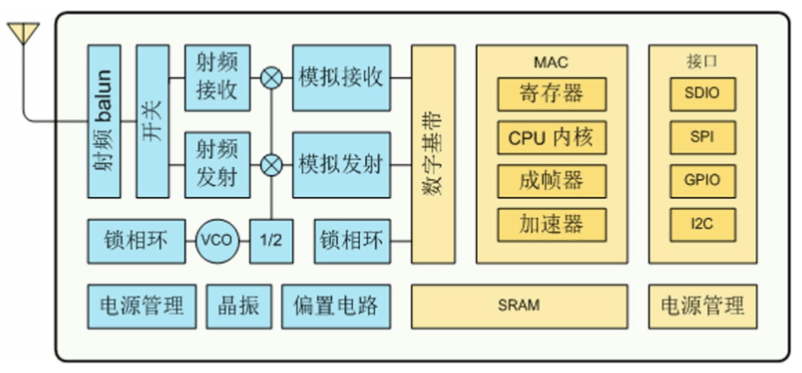 射频 balun
开关
射频
接收
模拟接收
射频
发射
模拟发射
锁相环
VCO
1/2
锁相环
数字基带
MAC
寄存器
CPU 内核
成帧器
加速器
接口
SDIO
SPI
GPIO
I2C
电源管理
晶振
偏置电路
SRAM
电源管理